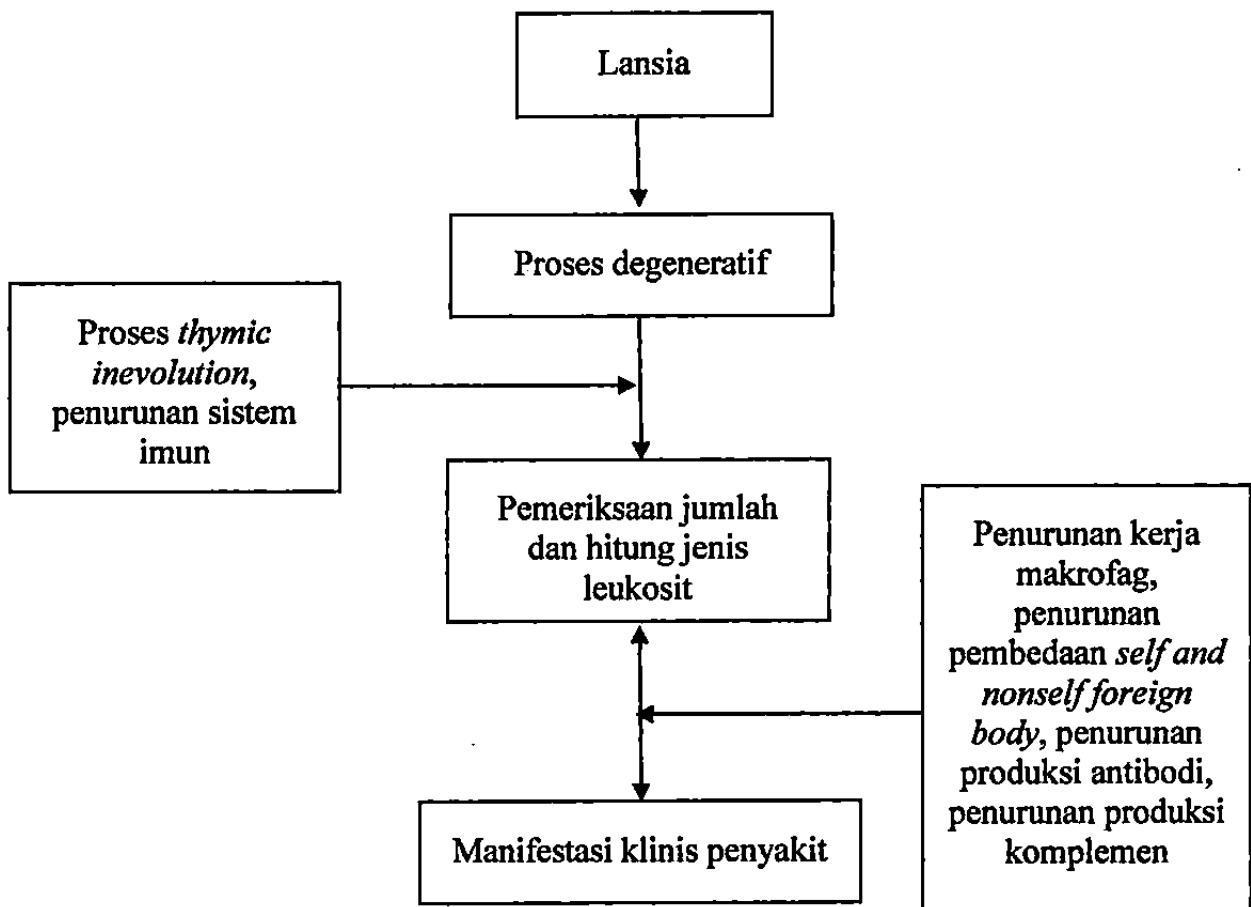 Lansia
Proses degeneratif
Proses thymic
inevolution,
penurunan sistem
imun
Pemeriksaan jumlah
dan hitung jenis
leukosit
Penurunan kerja
makrofag,
penurunan
pembedaan self and
nonself foreign
body, penurunan
produksi antibodi,
penurunan produksi
komplemen
Manifestasi klinis penyakit